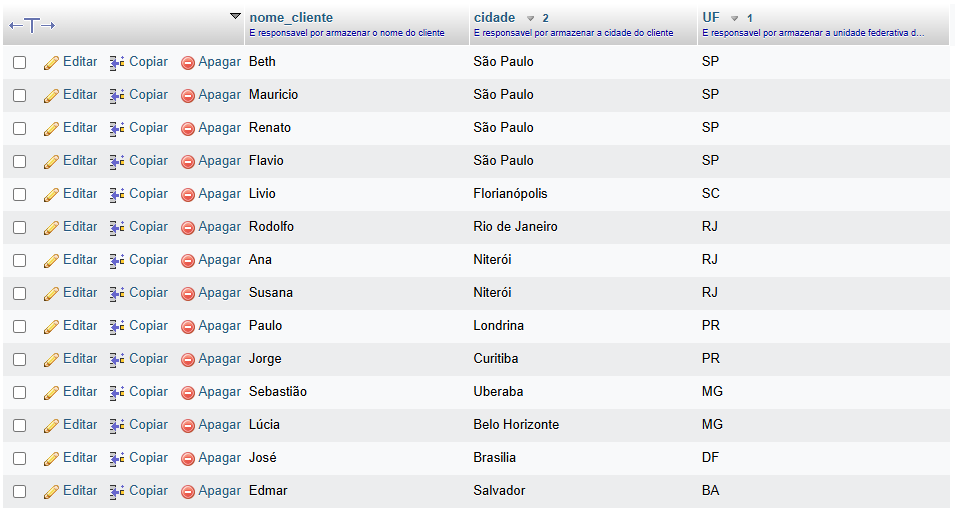 nome_cliente cidade 2 UF 1
E responsavel por armazenar o nome do cliente E responsavel por armazenar a cidade do cliente E responsavel por armazenar a unidade federativa d...
Editar Copiar Apagar Beth São Paulo SP
Editar Copiar Apagar Mauricio São Paulo SP
Editar Copiar Apagar Renato São Paulo SP
Editar Copiar Apagar Flavio São Paulo SP
Editar Copiar Apagar Livio Florianópolis SC
Editar Copiar Apagar Rodolfo Rio de Janeiro RJ
Editar Copiar Apagar Ana Niterói RJ
Editar Copiar Apagar Susana Niterói RJ
Editar Copiar Apagar Paulo Londrina PR
Editar Copiar Apagar Jorge Curitiba PR
Editar Copiar Apagar Sebastião Uberaba MG
Editar Copiar Apagar Lúcia Belo Horizonte MG
Editar Copiar Apagar José Brasilia DF
Editar Copiar Apagar Edmar Salvador BA